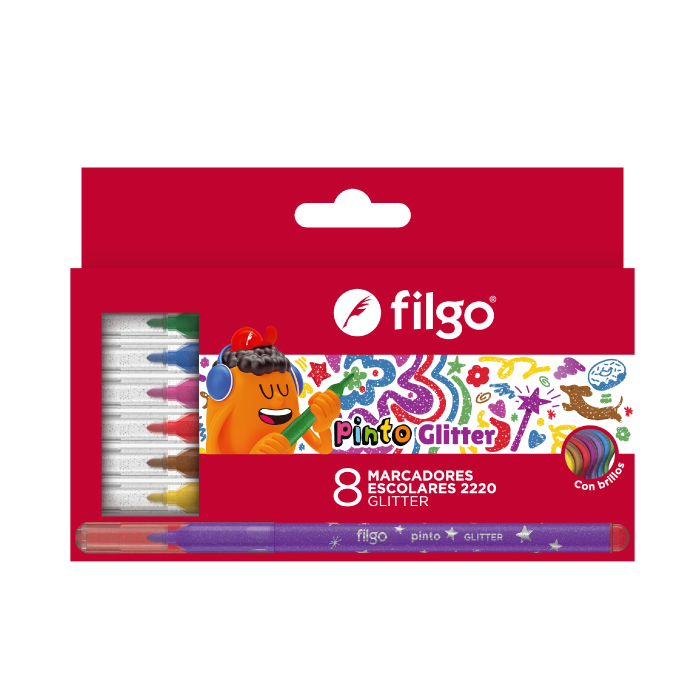 filgo®
Pinto Glitter
8 MARCADORES
ESCOLARES 2220
GLITTER
Con brillos
filgo pinto GLITTER